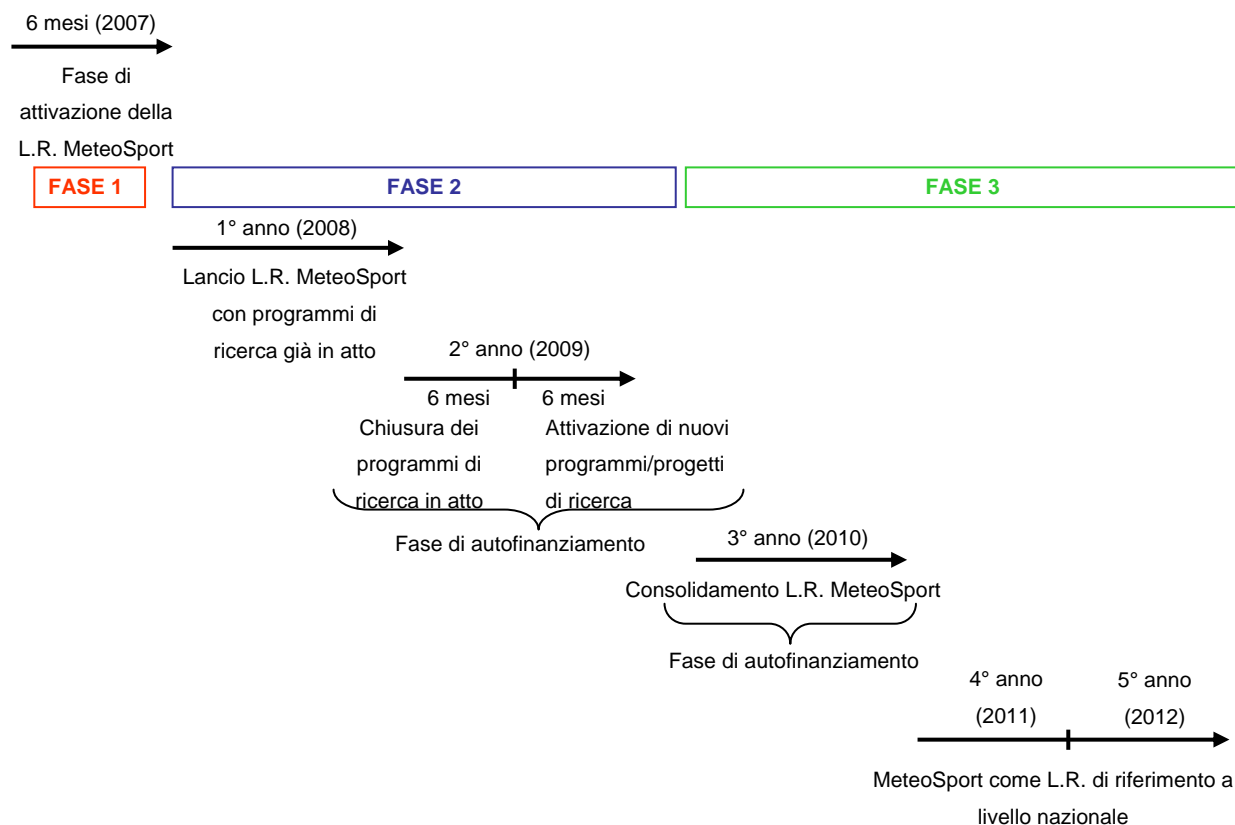 6 mesi (2007)
Fase di
attivazione della
L.R. MeteoSport
FASE 1
FASE 2
FASE 3
1° anno (2008)
Lancio L.R. MeteoSport
con programmi di
ricerca già in atto
2° anno (2009)
6 mesi
6 mesi
Chiusura dei
programmi di
ricerca in atto
Attivazione di nuovi
programmi/progetti
di ricerca
Fase di autofinanziamento
3° anno (2010)
Consolidamento L.R. MeteoSport
Fase di autofinanziamento
4° anno
(2011)
5° anno
(2012)
MeteoSport come L.R. di riferimento a
livello nazionale